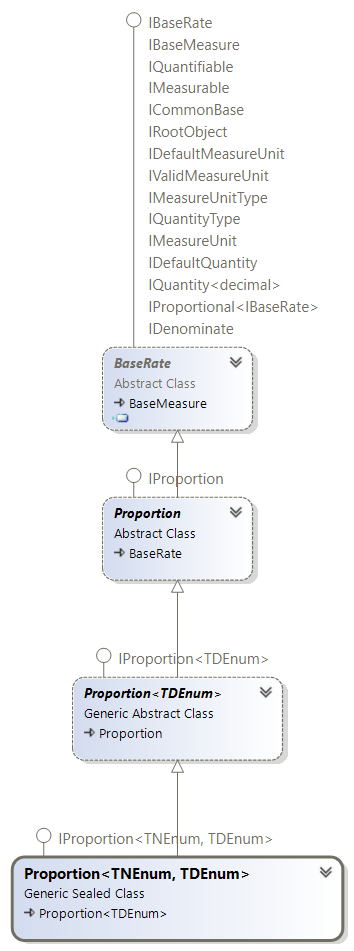 IBaseRate
IBaseMeasure
IQuantifiable
IMeasurable
ICommonBase
IRootObject
IDefaultMeasureUnit
IValidMeasureUnit
IMeasureUnitType
IQuantityType
IMeasureUnit
IDefaultQuantity
IQuantity<decimal>
IProportional<IBaseRate>
IDenominate
BaseRate
Abstract Class
BaseMeasure
IProportion
Proportion
Abstract Class
BaseRate
IProportion<TDEnum>
Proportion<TDEnum>
Generic Abstract Class
Proportion
IProportion<TNEnum, TDEnum>
Proportion<TNEnum, TDEnum>
Generic Sealed Class
Proportion<TDEnum>